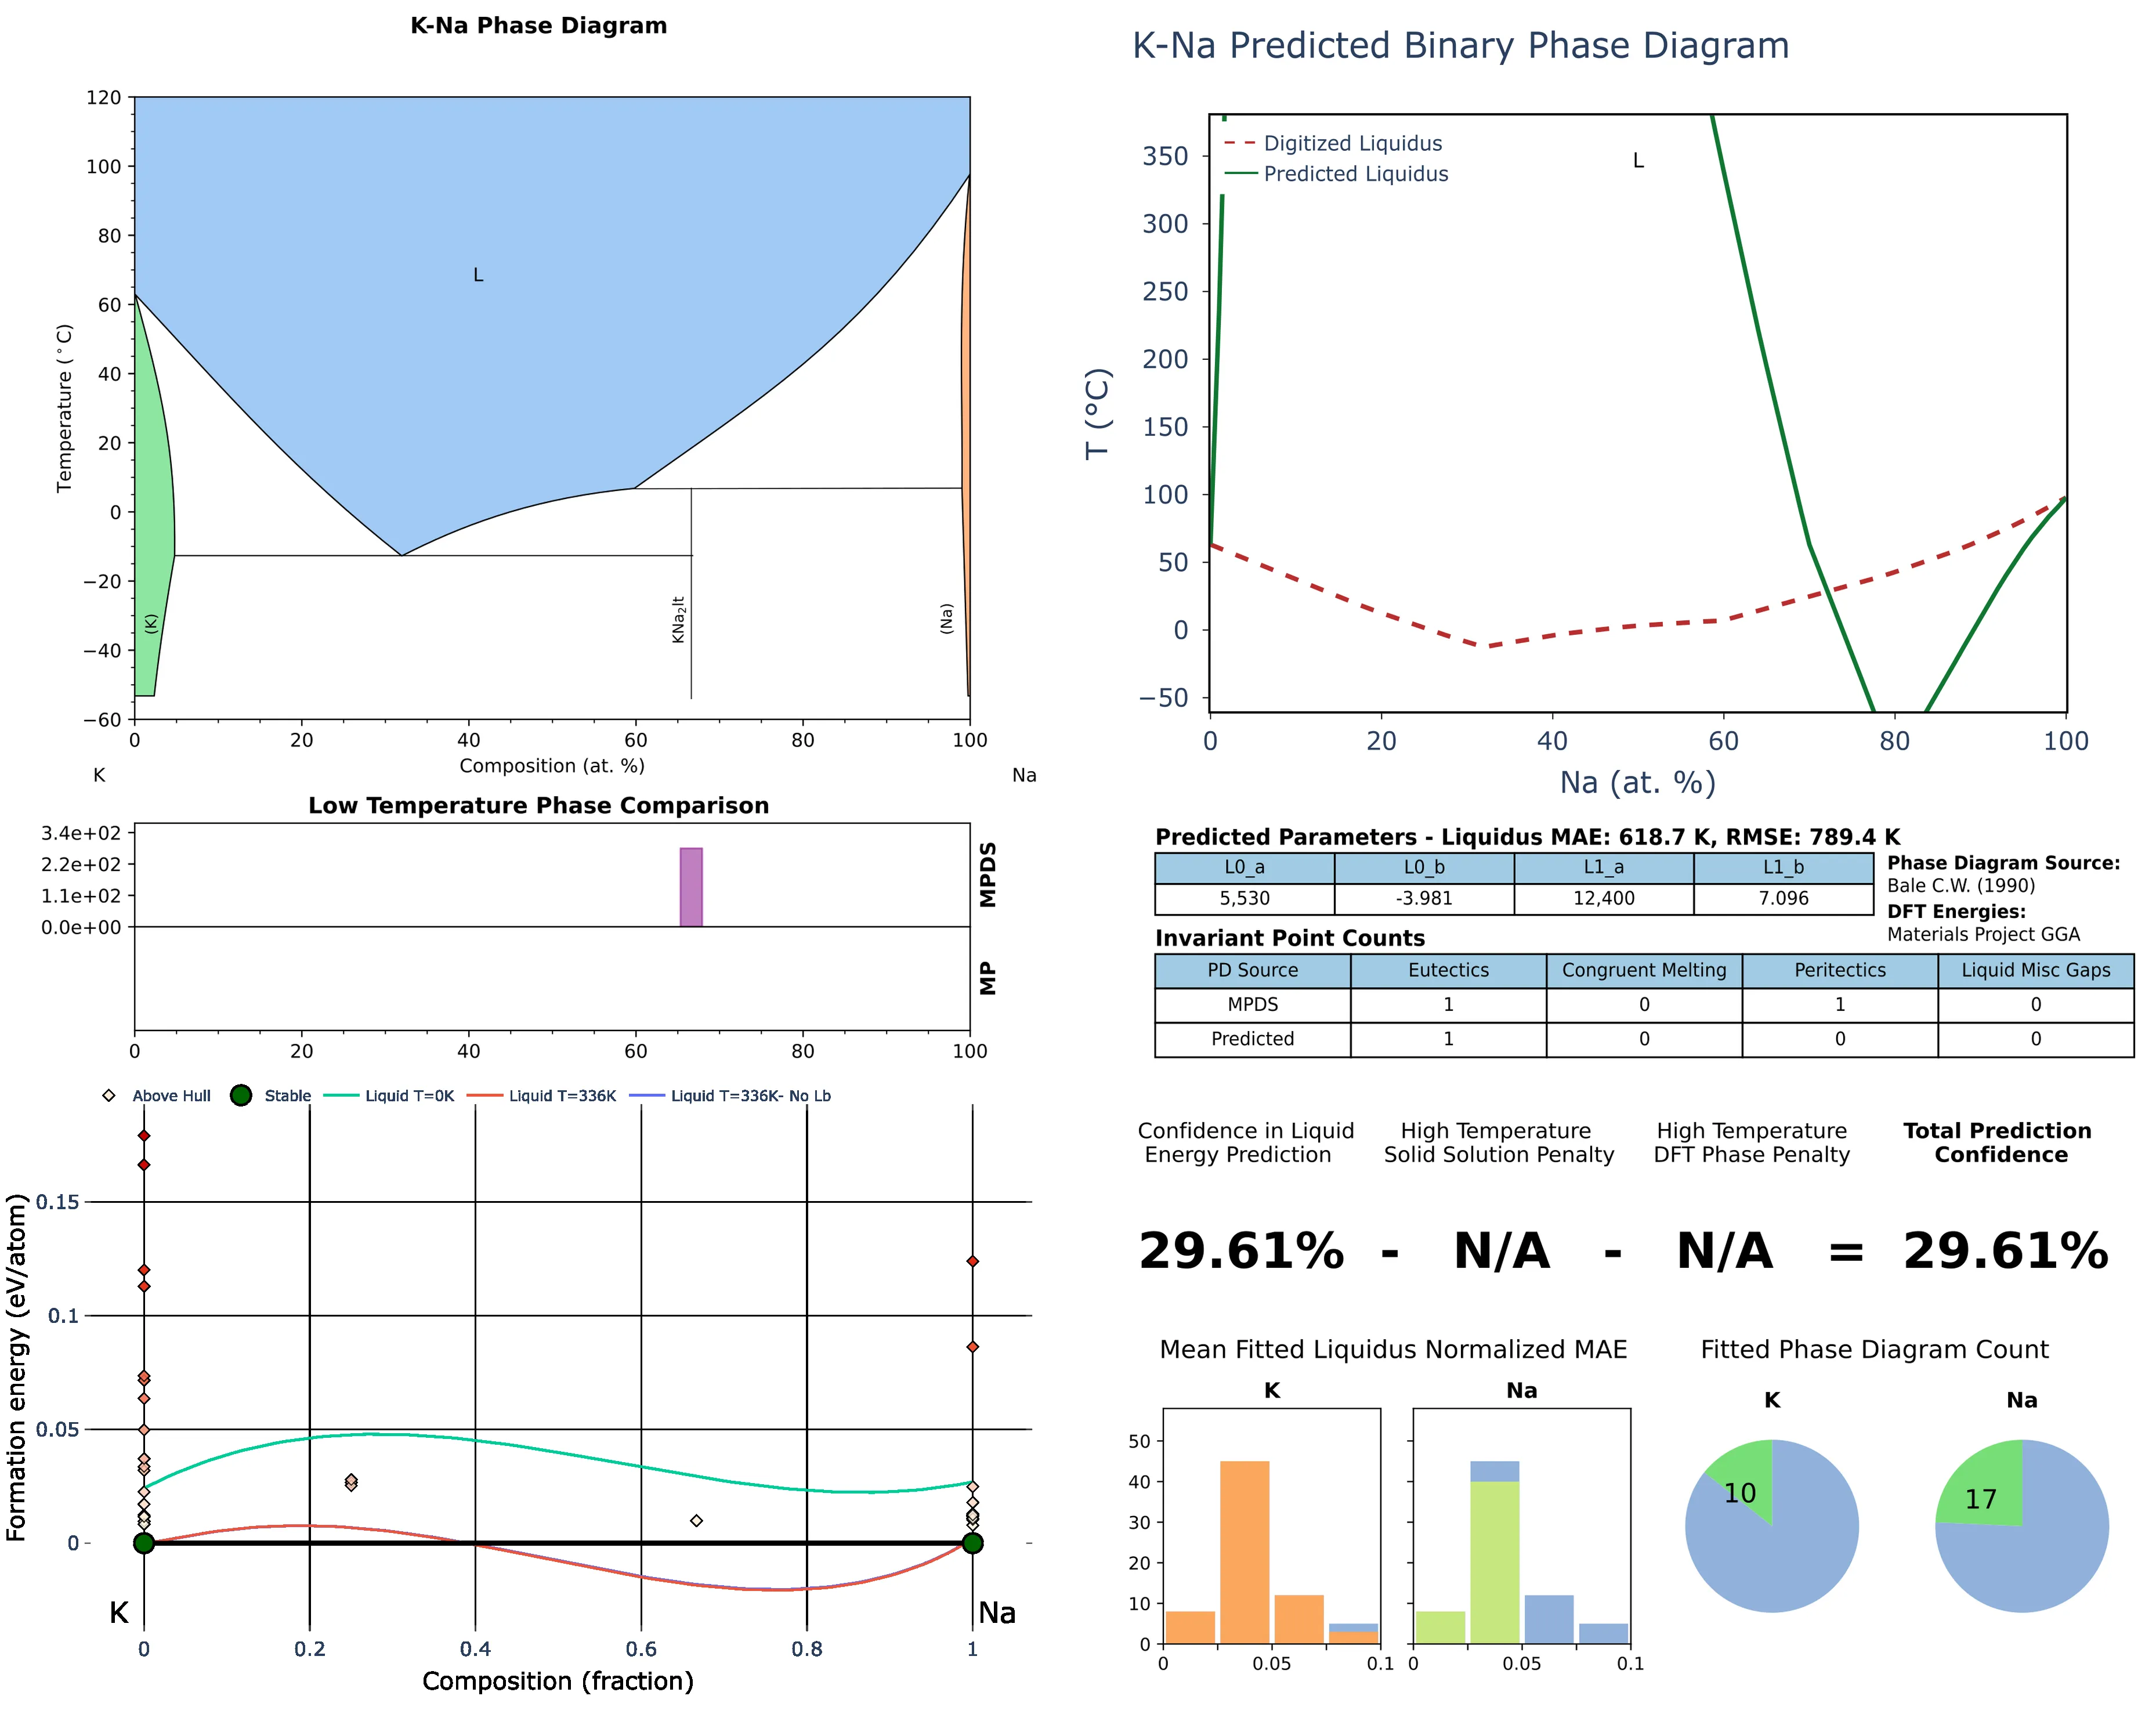 K-Na Phase Diagram
120
100
80
60
40
20
0
−20
−40
−60
Temperature (°C)
L
(K)
KNa₂lt
(Na)
0 20 40 60 80 100
Composition (at. %)
K Na
Low Temperature Phase Comparison
3.4e+02
2.2e+02
1.1e+02
0.0e+00
MPDS
MP
0 20 40 60 80 100
Above Hull Stable Liquid T=0K Liquid T=336K Liquid T=336K- No Lb
Formation energy (eV/atom)
0.15
0.1
0.05
0
K Na
0 0.2 0.4 0.6 0.8 1
Composition (fraction)
K-Na Predicted Binary Phase Diagram
Digitized Liquidus
Predicted Liquidus
L
T (°C)
350
300
250
200
150
100
50
0
−50
0 20 40 60 80 100
Na (at. %)
Predicted Parameters - Liquidus MAE: 618.7 K, RMSE: 789.4 K
L0_a L0_b L1_a L1_b
5,530 -3.981 12,400 7.096
Phase Diagram Source:
Bale C.W. (1990)
DFT Energies:
Materials Project GGA
Invariant Point Counts
PD Source Eutectics Congruent Melting Peritectics Liquid Misc Gaps
MPDS 1 0 1 0
Predicted 1 0 0 0
Confidence in Liquid
Energy Prediction
High Temperature
Solid Solution Penalty
High Temperature
DFT Phase Penalty
Total Prediction
Confidence
29.61% - N/A - N/A = 29.61%
Mean Fitted Liquidus Normalized MAE
K Na
50
40
30
20
10
0
0 0.05 0.1 0 0.05 0.1
Fitted Phase Diagram Count
K Na
10 17